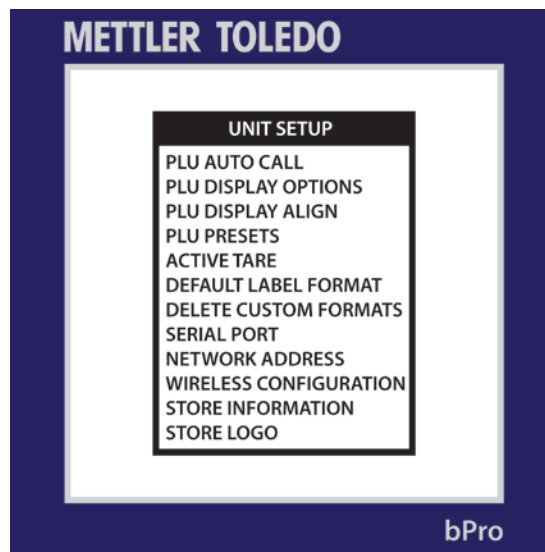 METTLER TOLEDO
UNIT SETUP
PLU AUTO CALL
PLU DISPLAY OPTIONS
PLU DISPLAY ALIGN
PLU PRESETS
ACTIVE TARE
DEFAULT LABEL FORMAT
DELETE CUSTOM FORMATS
SERIAL PORT
NETWORK ADDRESS
WIRELESS CONFIGURATION
STORE INFORMATION
STORE LOGO
bPro